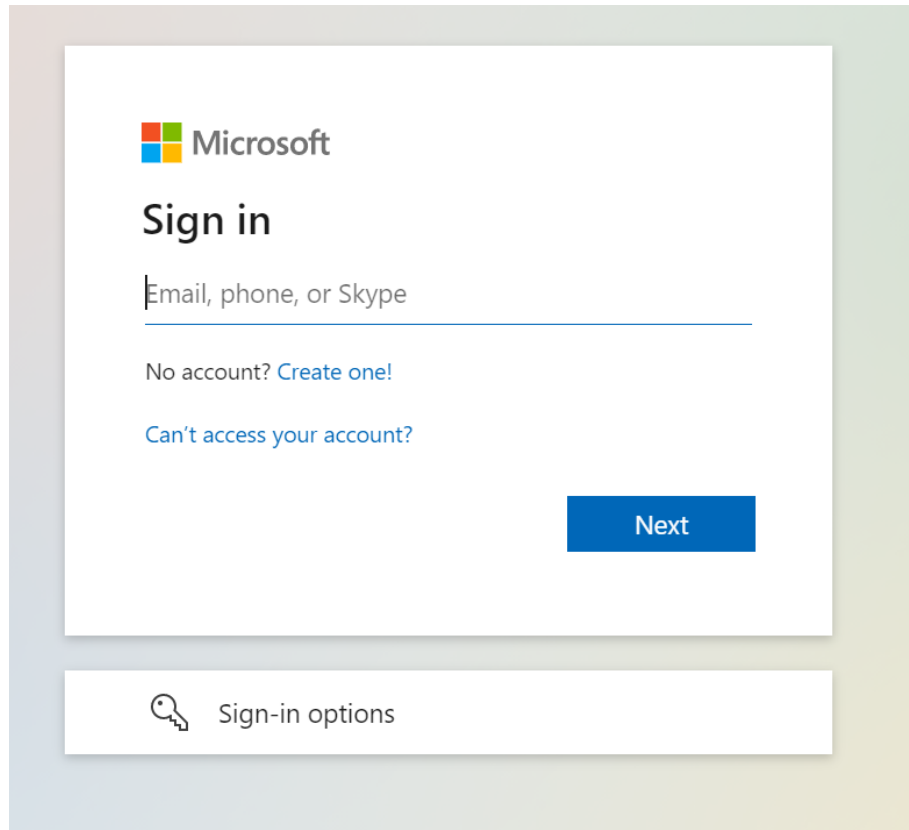 Microsoft
Sign in
Email, phone, or Skype
No account? Create one!
Can't access your account?
Next
Sign-in options